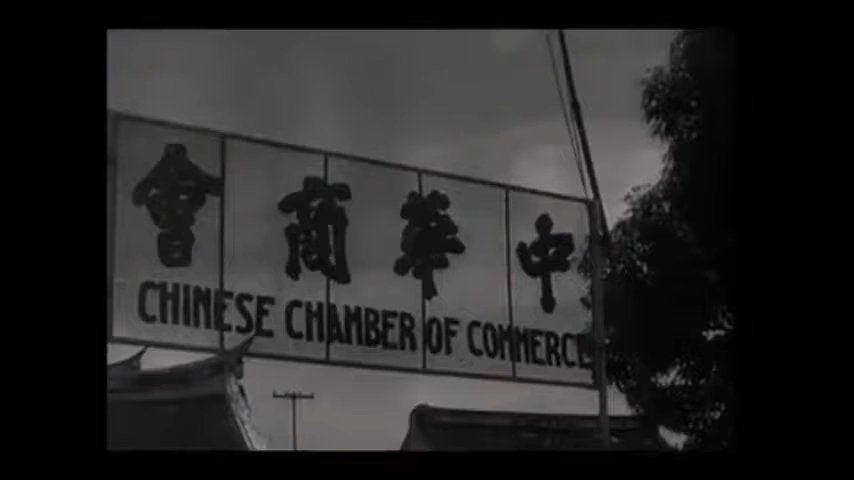 中華商會
CHINESE CHAMBER OF COMMERCE